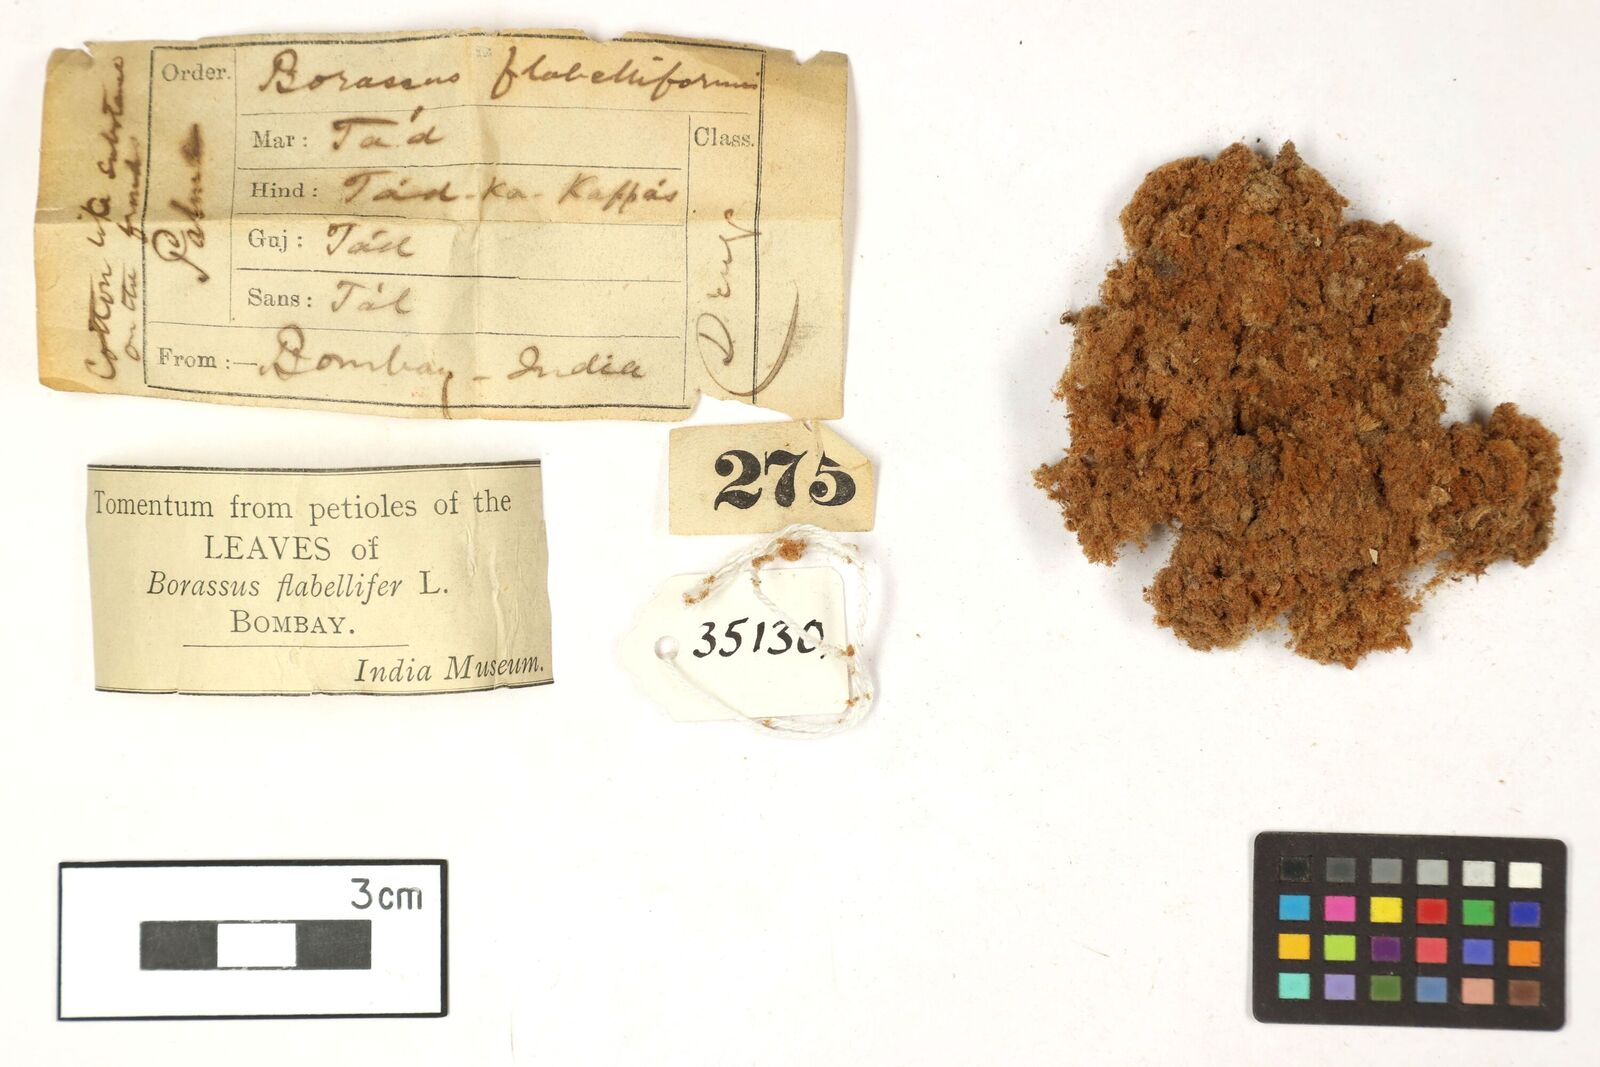 Cotton like substance
on the fronds
Order.
Palmae
Borassus flabelliformis
Mar: Tá'd
Hind: Tád-ka-Kappás
Guj: Tád
Sans: Tál
Class.
Drugs
From:— Bombay - India
Tomentum from petioles of the
LEAVES of
Borassus flabellifer L.
BOMBAY.
India Museum.
275
35130
3cm